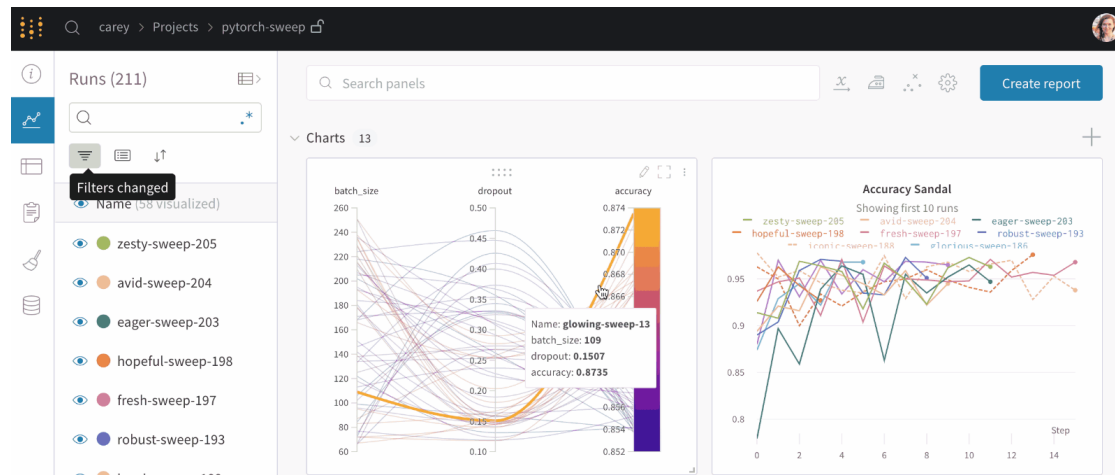 carey > Projects > pytorch-sweep
Runs (211)
Search panels
Create report
.*
Charts 13
Filters changed
Name (58 visualized)
zesty-sweep-205
avid-sweep-204
eager-sweep-203
hopeful-sweep-198
fresh-sweep-197
robust-sweep-193
batch_size
dropout
accuracy
260
240
220
200
180
160
140
120
100
80
60
0.50
0.45
0.40
0.35
0.30
0.25
0.20
0.15
0.10
0.874
0.872
0.870
0.868
0.866
0.856
0.854
0.852
Name: glowing-sweep-13
batch_size: 109
dropout: 0.1507
accuracy: 0.8735
Accuracy Sandal
Showing first 10 runs
zesty-sweep-205 avid-sweep-204 eager-sweep-203
hopeful-sweep-198 fresh-sweep-197 robust-sweep-193
iconic-sweep-188 glorious-sweep-186
0.95
0.9
0.85
0.8
Step
0 2 4 6 8 10 12 14